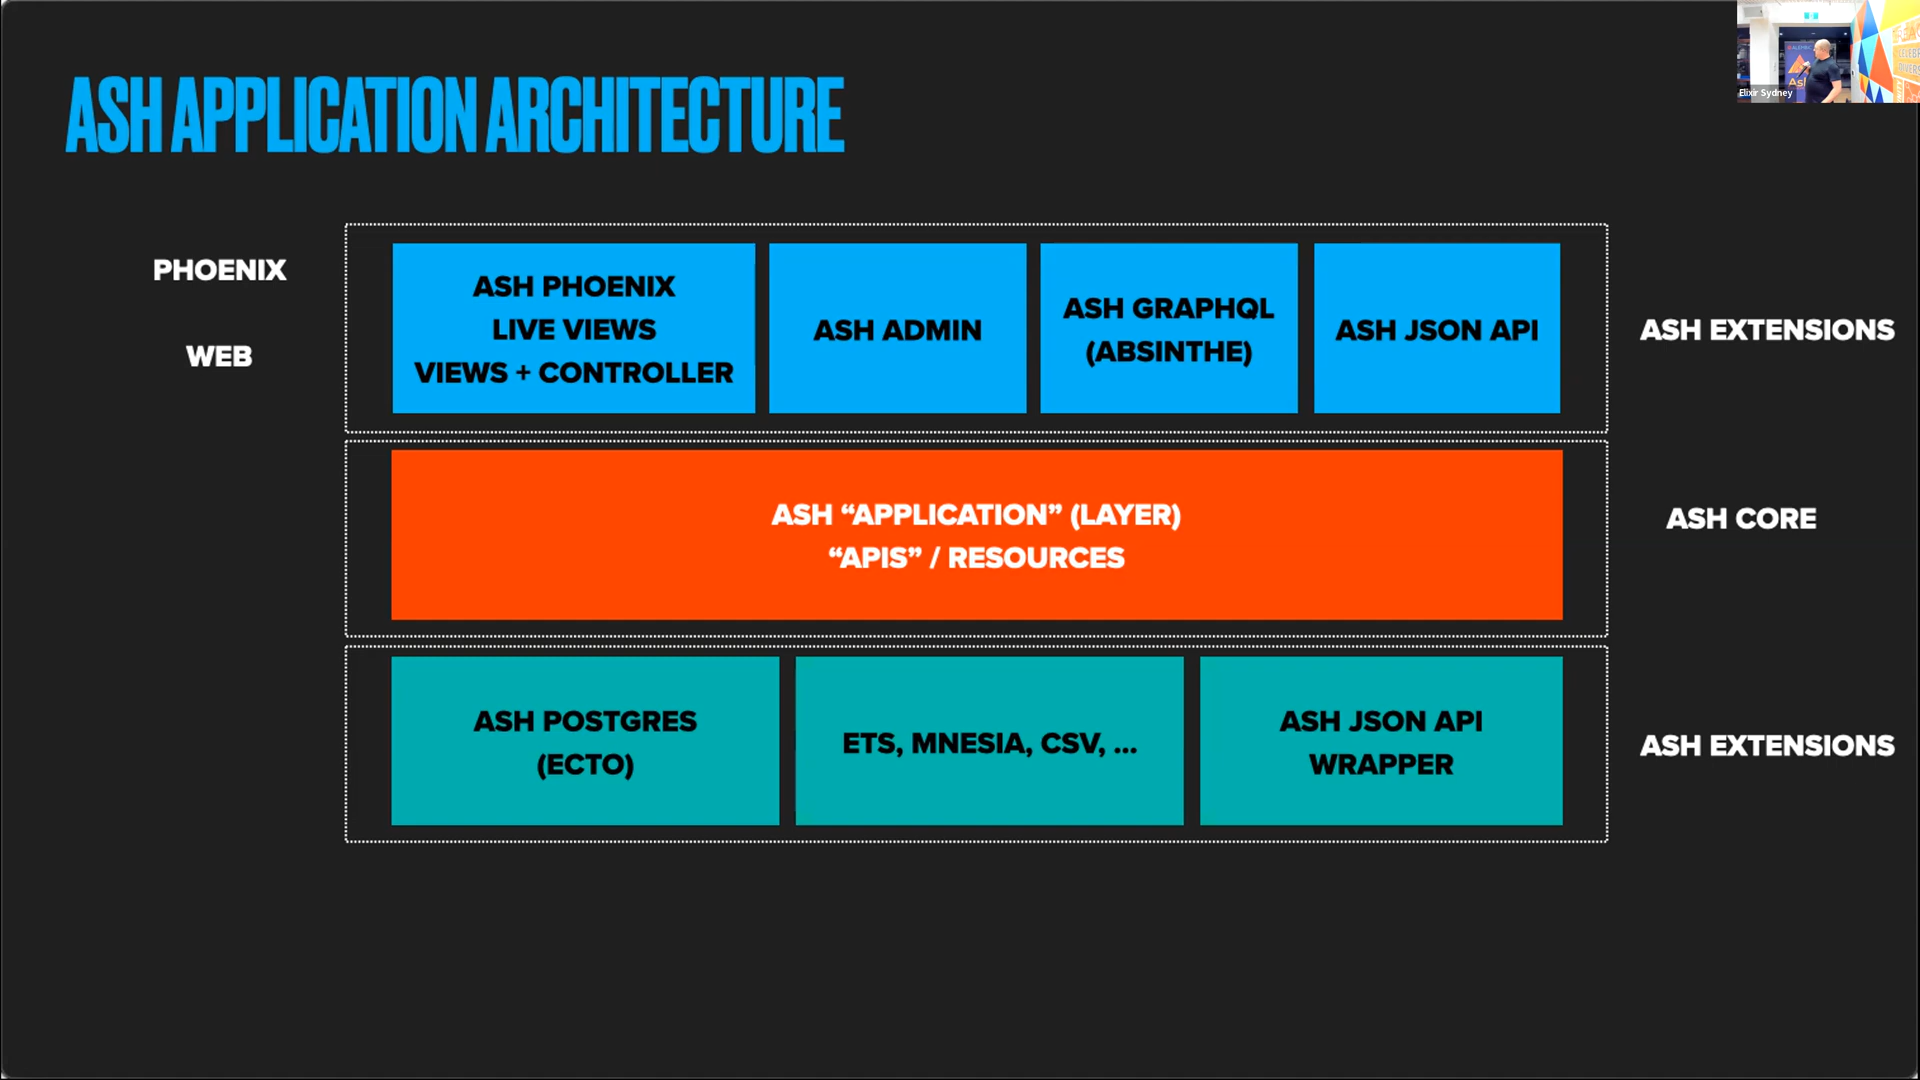 ASH APPLICATION ARCHITECTURE
Elixir Sydney
PHOENIX
WEB
ASH PHOENIX
LIVE VIEWS
VIEWS + CONTROLLER
ASH ADMIN
ASH GRAPHQL
(ABSINTHE)
ASH JSON API
ASH EXTENSIONS
ASH “APPLICATION” (LAYER)
“APIS” / RESOURCES
ASH CORE
ASH POSTGRES
(ECTO)
ETS, MNESIA, CSV, ...
ASH JSON API
WRAPPER
ASH EXTENSIONS